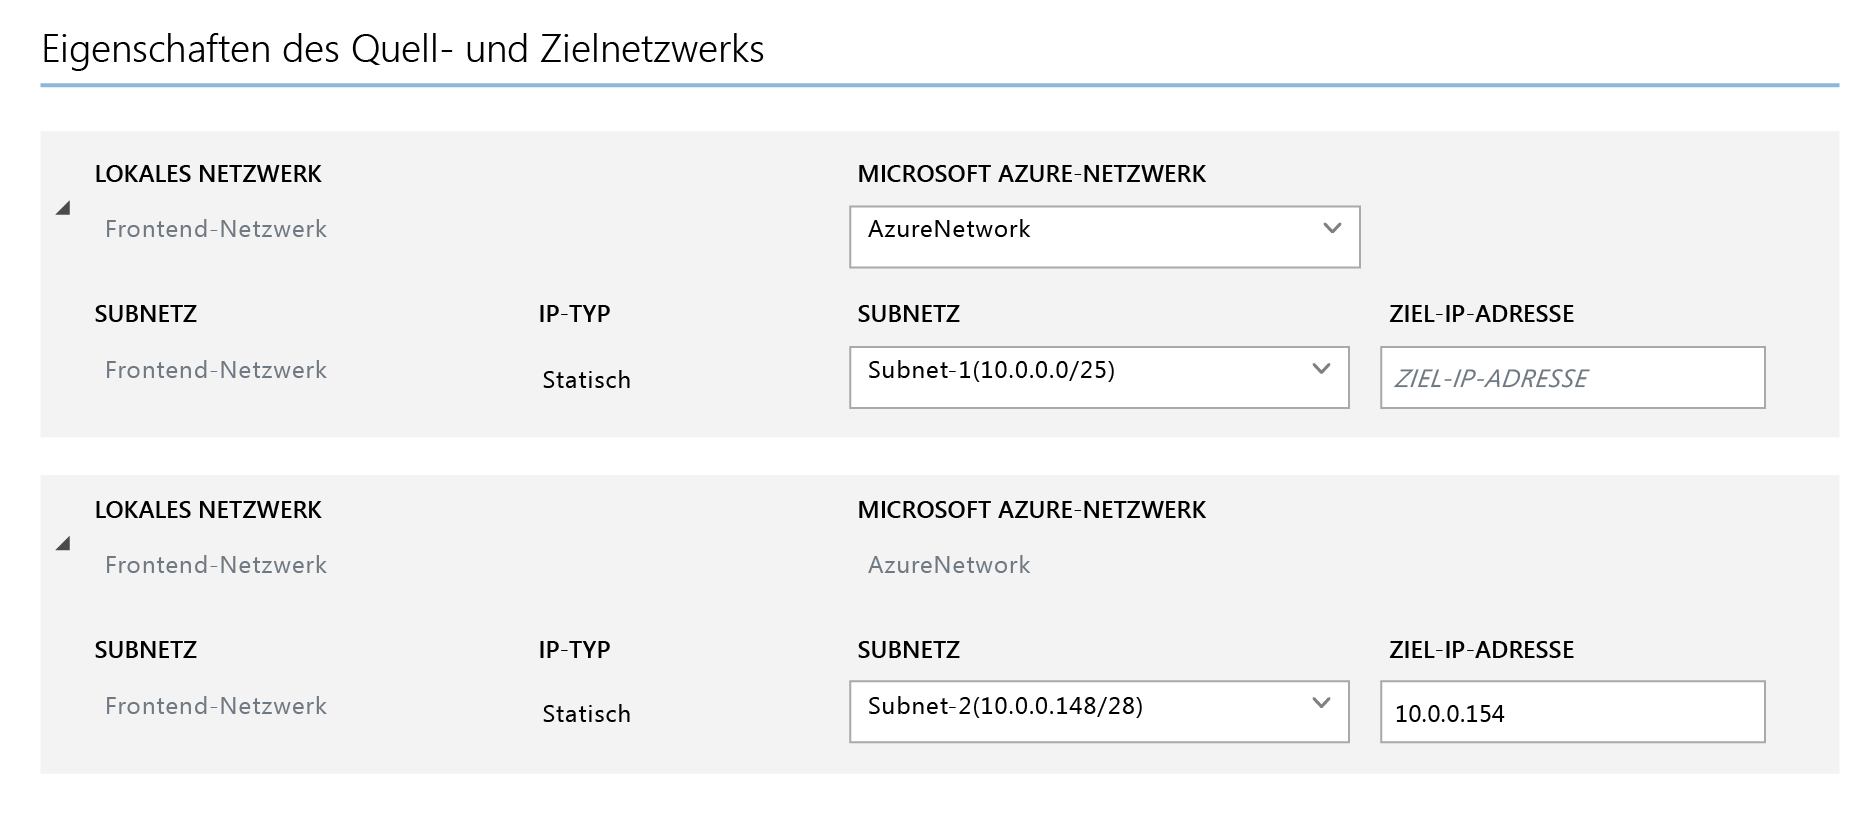 Eigenschaften des Quell- und Zielnetzwerks
LOKALES NETZWERK
MICROSOFT AZURE-NETZWERK
Frontend-Netzwerk
AzureNetwork
SUBNETZ
IP-TYP
SUBNETZ
ZIEL-IP-ADRESSE
Frontend-Netzwerk
Statisch
Subnet-1(10.0.0.0/25)
ZIEL-IP-ADRESSE
LOKALES NETZWERK
MICROSOFT AZURE-NETZWERK
Frontend-Netzwerk
AzureNetwork
SUBNETZ
IP-TYP
SUBNETZ
ZIEL-IP-ADRESSE
Frontend-Netzwerk
Statisch
Subnet-2(10.0.0.148/28)
10.0.0.154